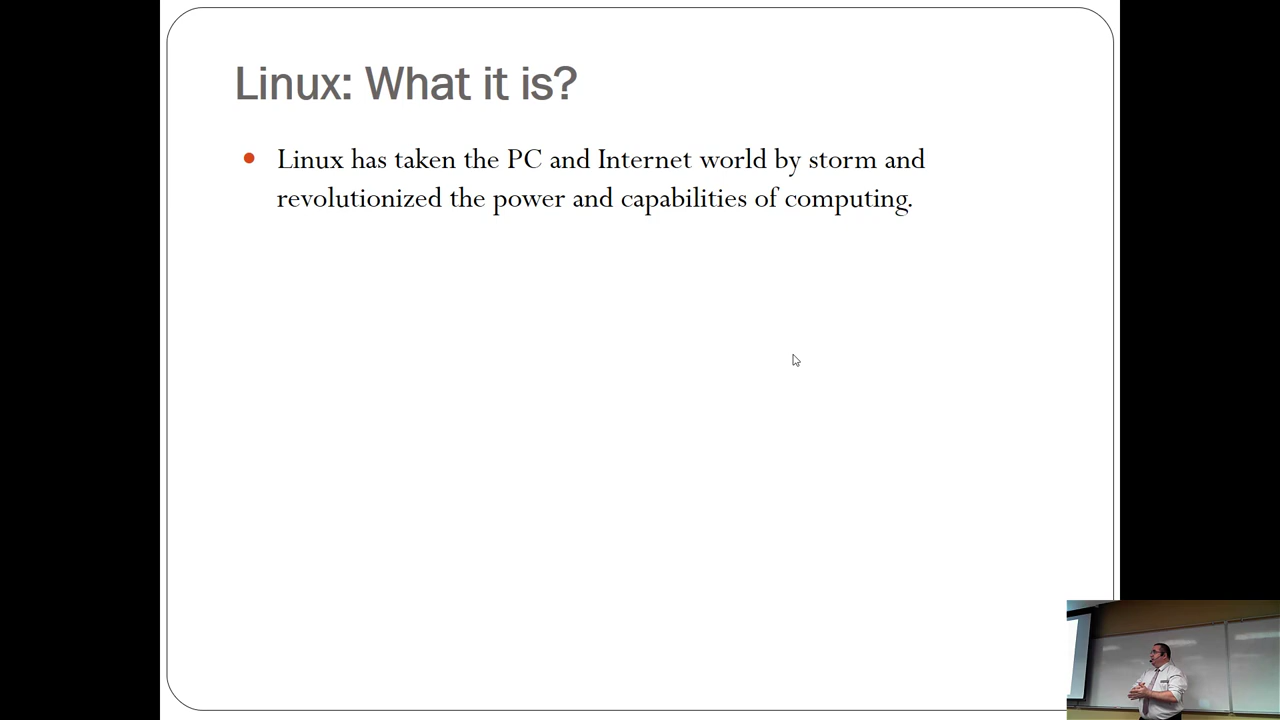 Linux: What it is?
Linux has taken the PC and Internet world by storm and
revolutionized the power and capabilities of computing.